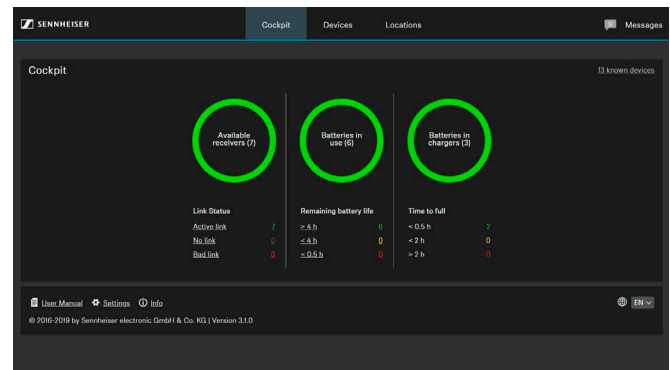 SENNHEISER
Cockpit Devices Locations
0 Messages
Cockpit
13 known devices
Available
receivers (7)
Batteries in
use (6)
Batteries in
chargers (3)
Link Status
Active link 7
No link 0
Bad link 0
Remaining battery life
≥ 4 h 6
≤ 4 h 0
≤ 0.5 h 0
Time to full
< 0.5 h 2
< 2 h 0
> 2 h 0
User Manual Settings Info
EN
© 2016-2019 by Sennheiser electronic GmbH & Co. KG | Version 3.1.0